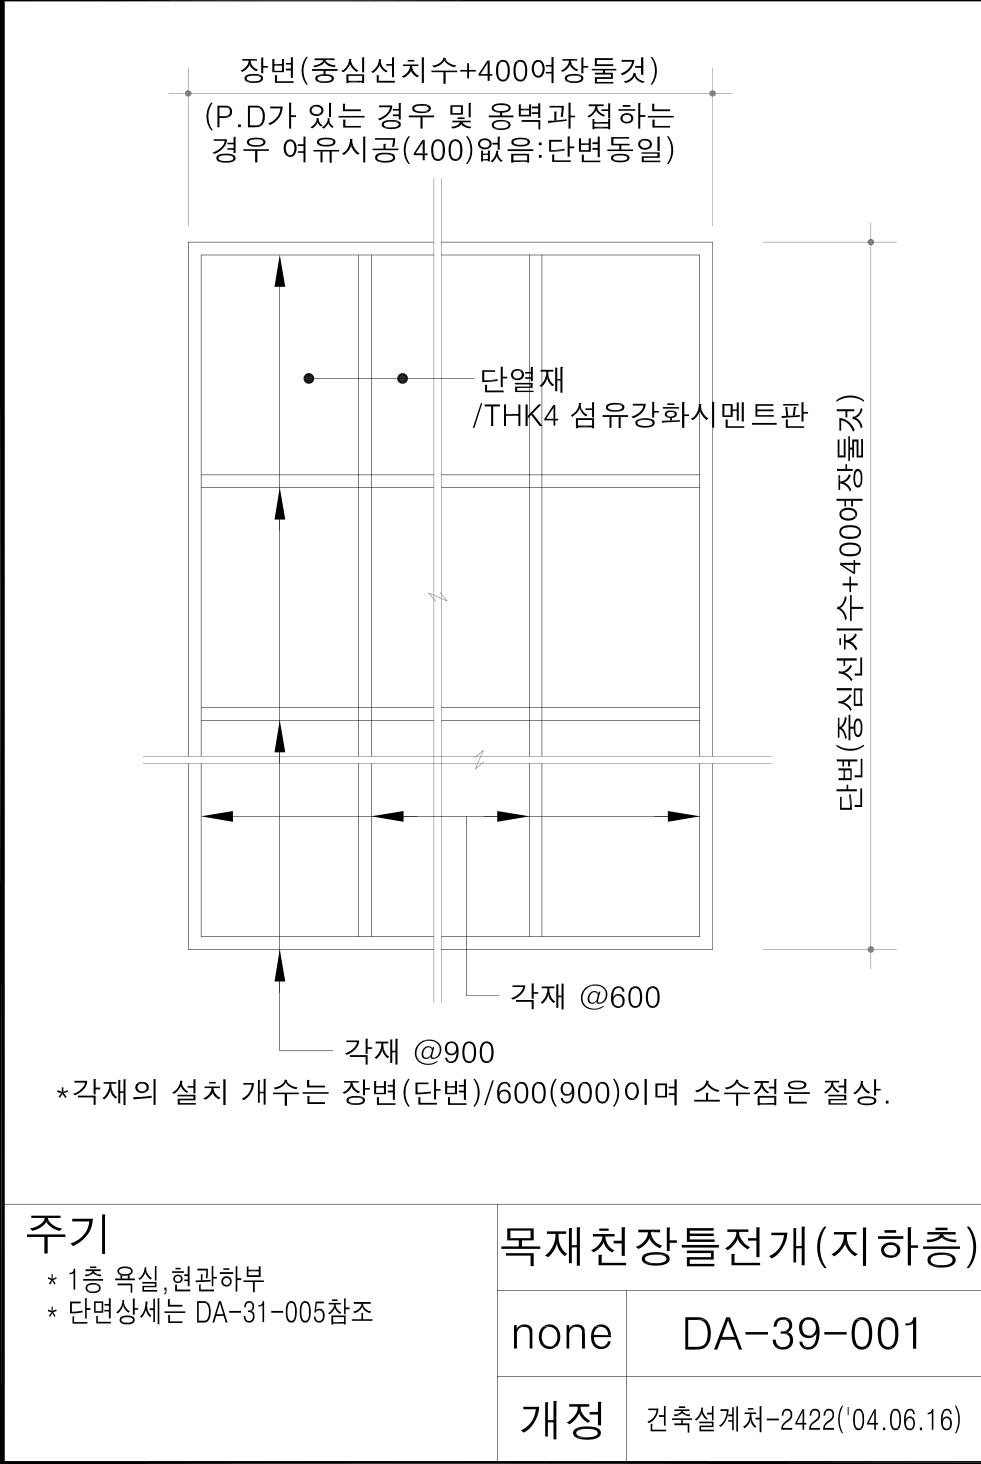 장변(중심선치수+400여장둘것)
(P.D가 있는 경우 및 옹벽과 접하는
경우 여유시공(400)없음:단변동일)
단열재
/THK4 섬유강화시멘트판
단변(중심선치수+400여장둘것)
각재 @600
각재 @900
*각재의 설치 개수는 장변(단변)/600(900)이며 소수점은 절상.
주기
* 1층 욕실,현관하부
* 단면상세는 DA-31-005참조
목재천장틀전개(지하층)
none
DA-39-001
개정
건축설계처-2422('04.06.16)